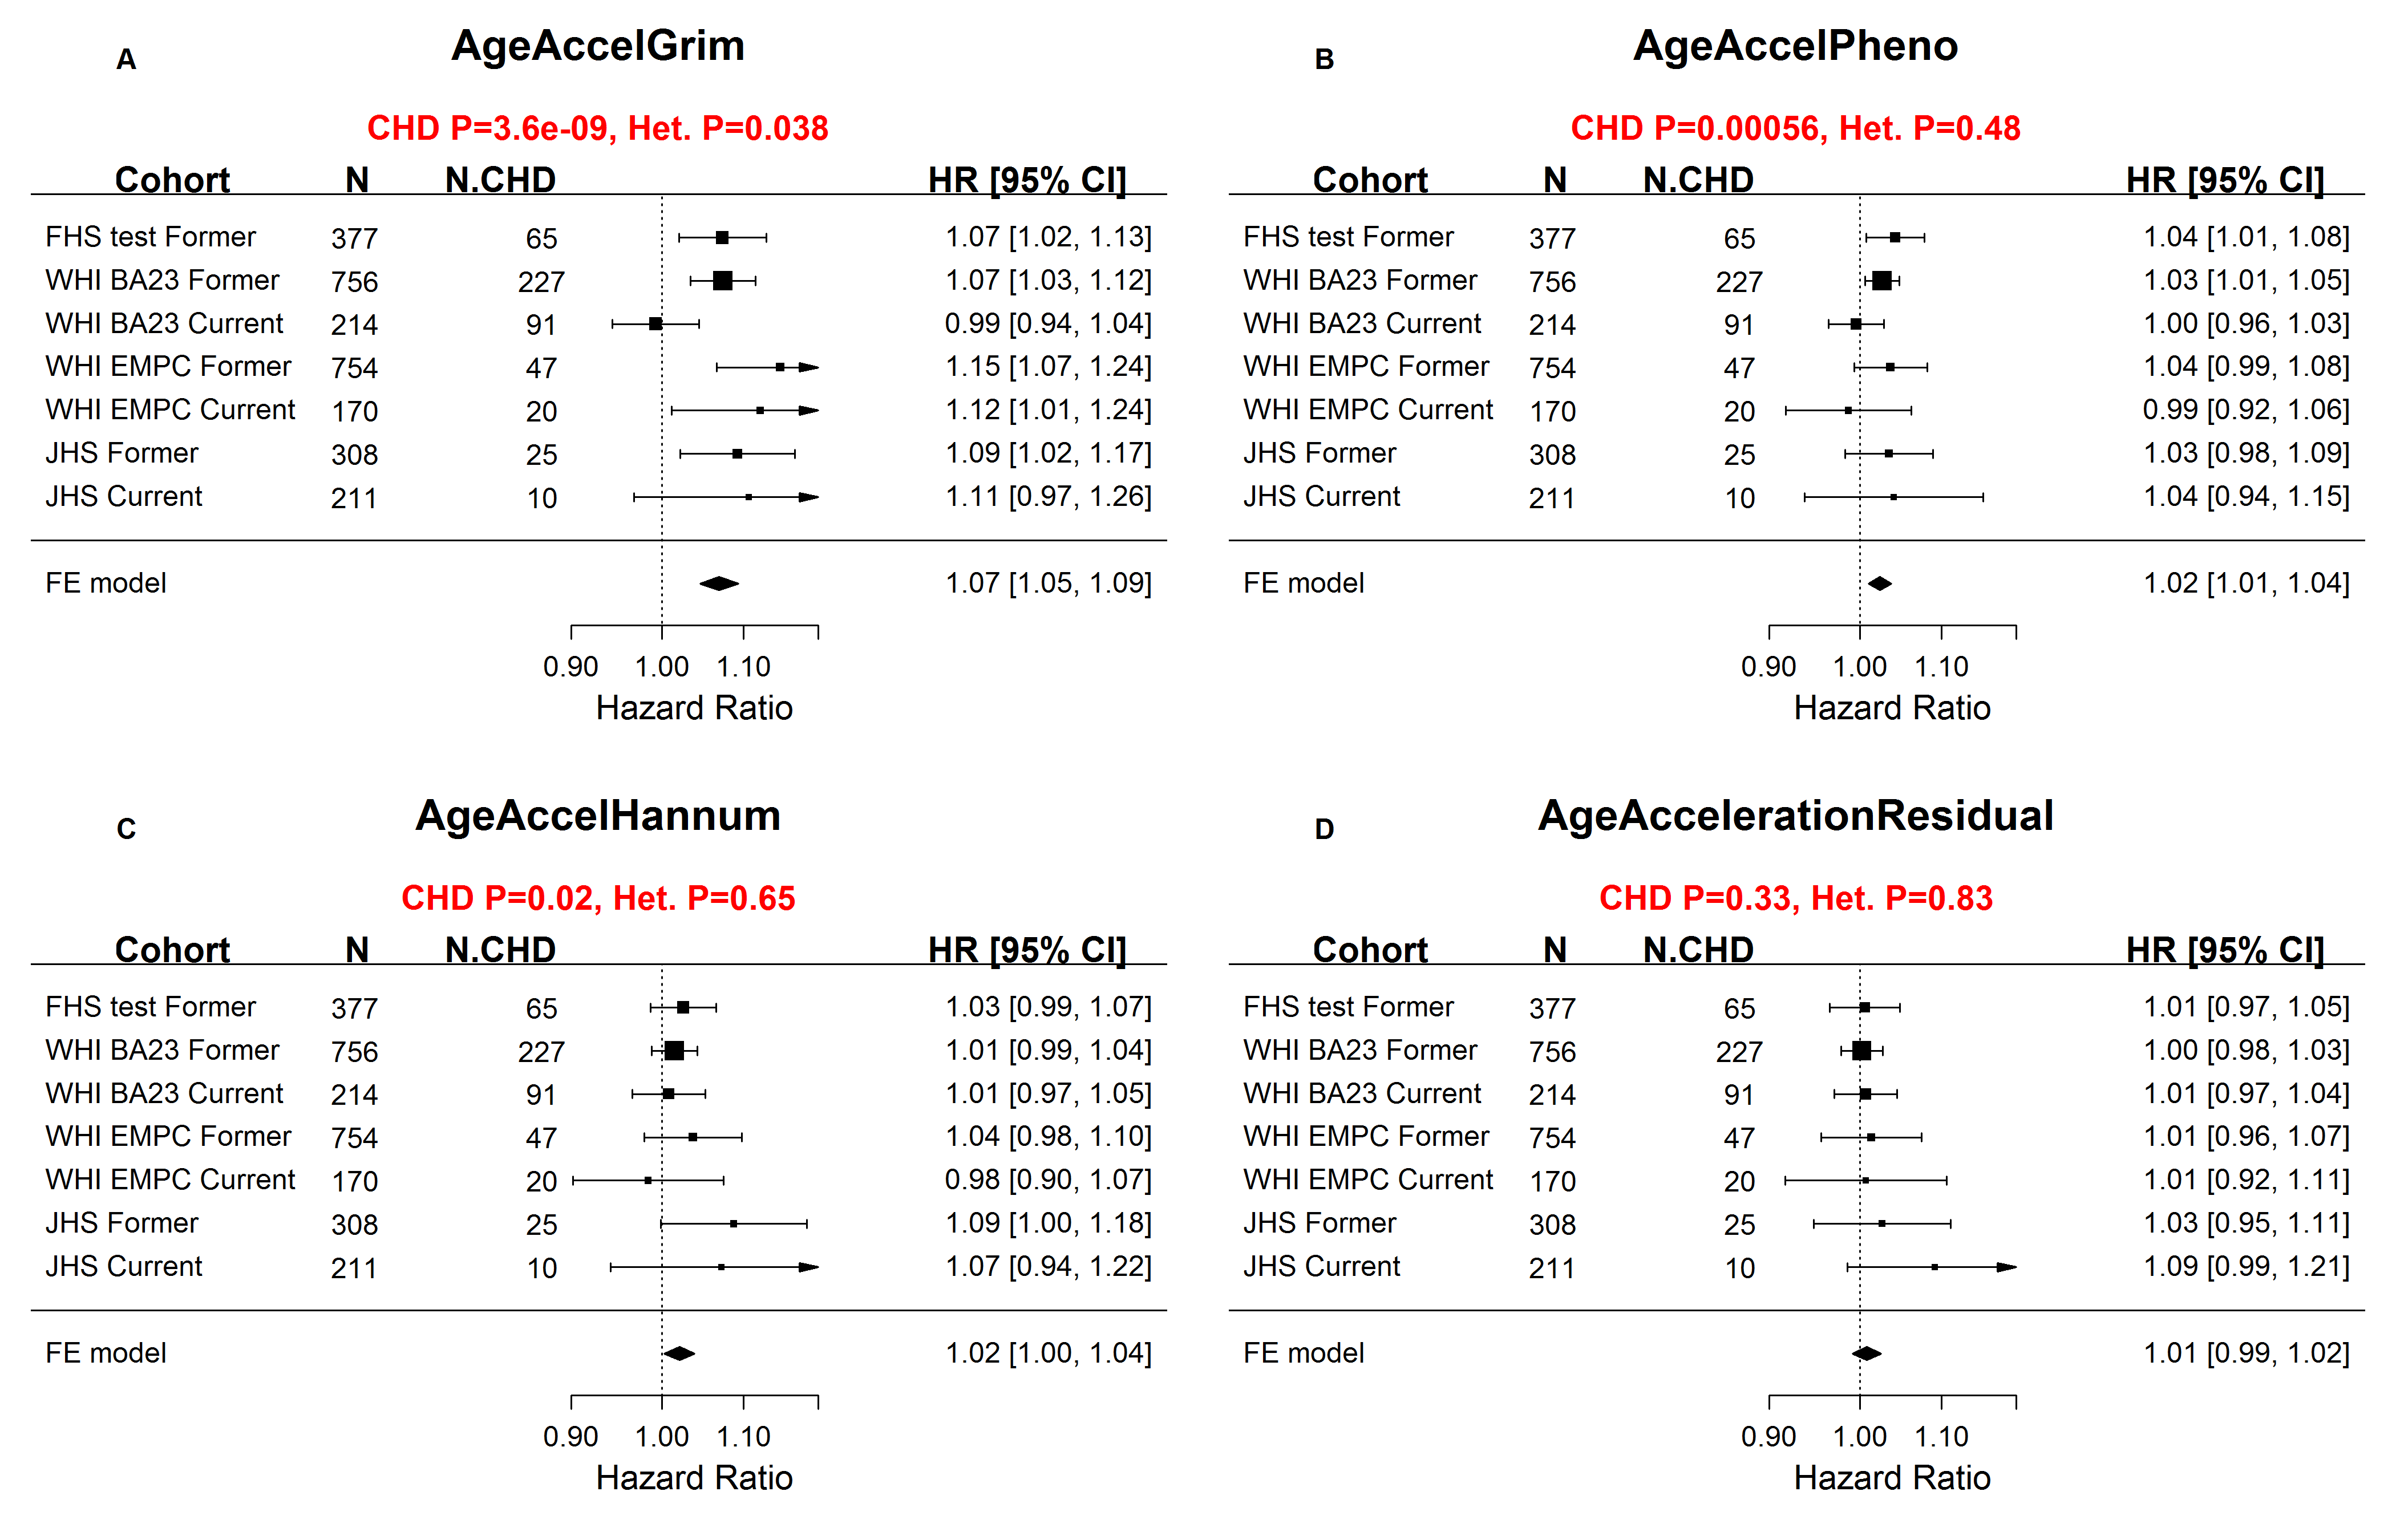 A AgeAccelGrim
CHD P=3.6e-09, Het. P=0.038
Cohort N N.CHD HR [95% CI]
FHS test Former 377 65 1.07 [1.02, 1.13]
WHI BA23 Former 756 227 1.07 [1.03, 1.12]
WHI BA23 Current 214 91 0.99 [0.94, 1.04]
WHI EMPC Former 754 47 1.15 [1.07, 1.24]
WHI EMPC Current 170 20 1.12 [1.01, 1.24]
JHS Former 308 25 1.09 [1.02, 1.17]
JHS Current 211 10 1.11 [0.97, 1.26]
FE model 1.07 [1.05, 1.09]
0.90 1.00 1.10
Hazard Ratio
B AgeAccelPheno
CHD P=0.00056, Het. P=0.48
Cohort N N.CHD HR [95% CI]
FHS test Former 377 65 1.04 [1.01, 1.08]
WHI BA23 Former 756 227 1.03 [1.01, 1.05]
WHI BA23 Current 214 91 1.00 [0.96, 1.03]
WHI EMPC Former 754 47 1.04 [0.99, 1.08]
WHI EMPC Current 170 20 0.99 [0.92, 1.06]
JHS Former 308 25 1.03 [0.98, 1.09]
JHS Current 211 10 1.04 [0.94, 1.15]
FE model 1.02 [1.01, 1.04]
0.90 1.00 1.10
Hazard Ratio
C AgeAccelHannum
CHD P=0.02, Het. P=0.65
Cohort N N.CHD HR [95% CI]
FHS test Former 377 65 1.03 [0.99, 1.07]
WHI BA23 Former 756 227 1.01 [0.99, 1.04]
WHI BA23 Current 214 91 1.01 [0.97, 1.05]
WHI EMPC Former 754 47 1.04 [0.98, 1.10]
WHI EMPC Current 170 20 0.98 [0.90, 1.07]
JHS Former 308 25 1.09 [1.00, 1.18]
JHS Current 211 10 1.07 [0.94, 1.22]
FE model 1.02 [1.00, 1.04]
0.90 1.00 1.10
Hazard Ratio
D AgeAccelerationResidual
CHD P=0.33, Het. P=0.83
Cohort N N.CHD HR [95% CI]
FHS test Former 377 65 1.01 [0.97, 1.05]
WHI BA23 Former 756 227 1.00 [0.98, 1.03]
WHI BA23 Current 214 91 1.01 [0.97, 1.04]
WHI EMPC Former 754 47 1.01 [0.96, 1.07]
WHI EMPC Current 170 20 1.01 [0.92, 1.11]
JHS Former 308 25 1.03 [0.95, 1.11]
JHS Current 211 10 1.09 [0.99, 1.21]
FE model 1.01 [0.99, 1.02]
0.90 1.00 1.10
Hazard Ratio